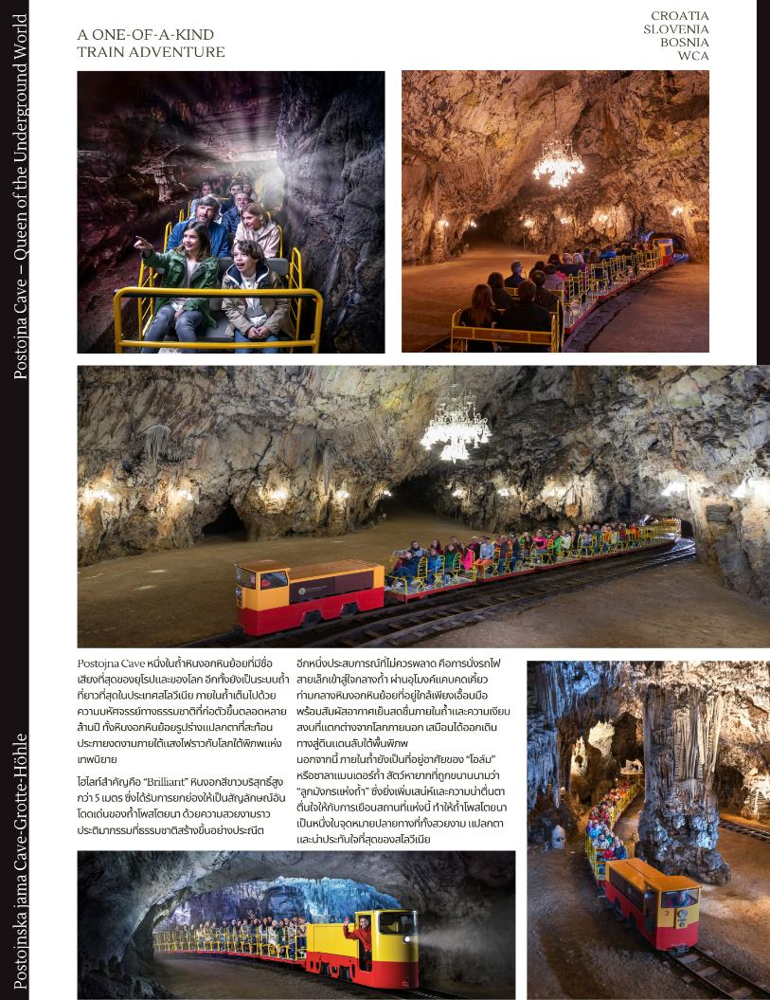 A ONE-OF-A-KIND
TRAIN ADVENTURE
CROATIA
SLOVENIA
BOSNIA
WCA
Postojna Cave – Queen of the Underground World
Postojnska jama Cave-Grotte-Höhle
Postojna Cave หนึ่งในถ้ำหินงอกหินย้อยที่มีชื่อ
เสียงที่สุดของยุโรปและของโลก อีกทั้งยังเป็นระบบถ้ำ
ที่ยาวที่สุดในประเทศสโลวีเนีย ภายในถ้ำเต็มไปด้วย
ความมหัศจรรย์ทางธรรมชาติที่ก่อตัวขึ้นตลอดหลาย
ล้านปี ทั้งหินงอกหินย้อยรูปร่างแปลกตาที่สะท้อน
ประกายงดงามภายใต้แสงไฟราวกับโลกใต้พิภพแห่ง
เทพนิยาย
ไฮไลท์สำคัญคือ “Brilliant” หินงอกสีขาวบริสุทธิ์สูง
กว่า 5 เมตร ซึ่งได้รับการยกย่องให้เป็นสัญลักษณ์อัน
โดดเด่นของถ้ำโพสโตยนา ด้วยความสวยงามราว
ประติมากรรมที่ธรรมชาติสร้างขึ้นอย่างประณีต
อีกหนึ่งประสบการณ์ที่ไม่ควรพลาด คือการนั่งรถไฟ
สายเล็กเข้าสู่ใจกลางถ้ำ ผ่านอุโมงค์แคบคดเคี้ยว
ท่ามกลางหินงอกหินย้อยที่อยู่ใกล้เพียงเอื้อมมือ
พร้อมสัมผัสอากาศเย็นสดชื่นภายในถ้ำและความเงียบ
สงบที่แตกต่างจากโลกภายนอก เสมือนได้ออกเดิน
ทางสู่ดินแดนลับใต้พื้นพิภพ
นอกจากนี้ ภายในถ้ำยังเป็นที่อยู่อาศัยของ “โอล์ม”
หรือซาลาแมนเดอร์ถ้ำ สัตว์หายากที่ถูกขนานนามว่า
“ลูกมังกรแห่งถ้ำ” ซึ่งยิ่งเพิ่มเสน่ห์และความน่าตื่นตา
ตื่นใจให้กับการเยือนสถานที่แห่งนี้ ทำให้ถ้ำโพสโตยนา
เป็นหนึ่งในจุดหมายปลายทางที่ทั้งสวยงาม แปลกตา
และน่าประทับใจที่สุดของสโลวีเนีย
3